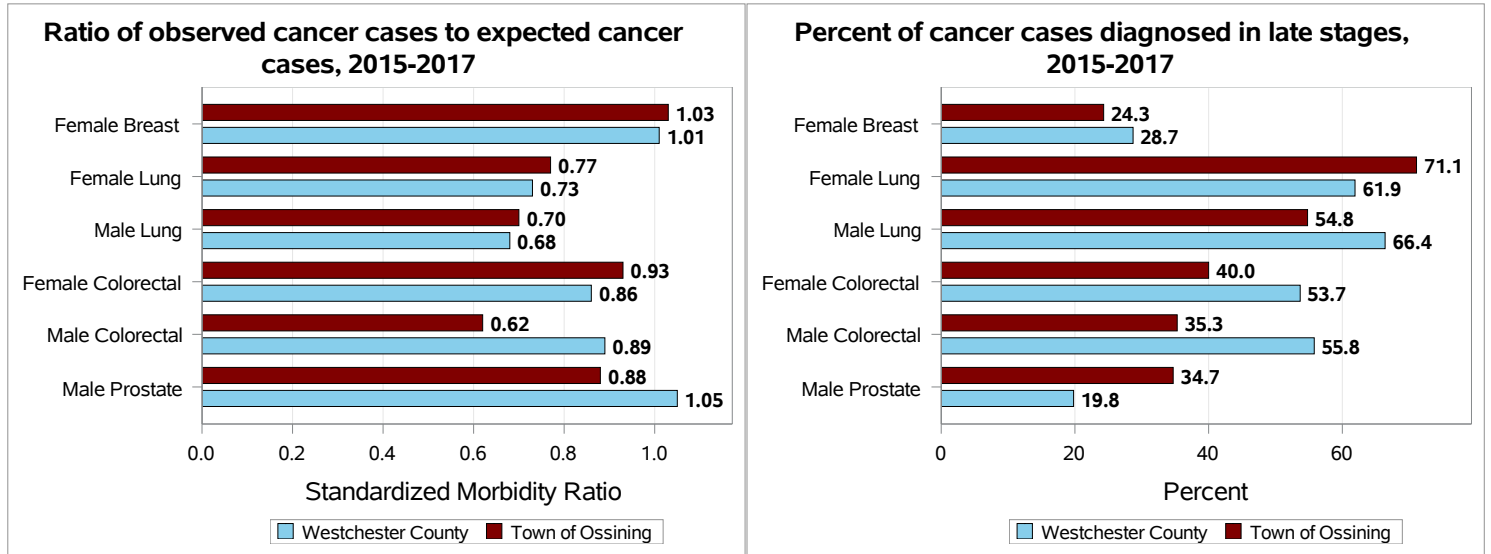 Ratio of observed cancer cases to expected cancer
cases, 2015-2017
Female Breast
1.03
1.01
Female Lung
0.77
0.73
Male Lung
0.70
0.68
Female Colorectal
0.93
0.86
Male Colorectal
0.62
0.89
Male Prostate
0.88
1.05
0.0 0.2 0.4 0.6 0.8 1.0
Standardized Morbidity Ratio
Westchester County Town of Ossining
Percent of cancer cases diagnosed in late stages,
2015-2017
Female Breast
24.3
28.7
Female Lung
71.1
61.9
Male Lung
54.8
66.4
Female Colorectal
40.0
53.7
Male Colorectal
35.3
55.8
Male Prostate
34.7
19.8
0 20 40 60
Percent
Westchester County Town of Ossining